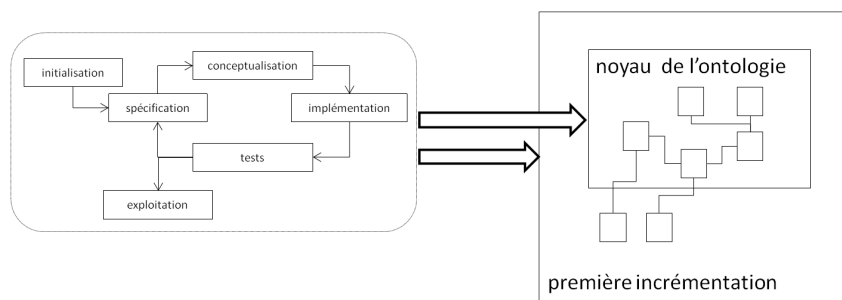 initialisation
conceptualisation
spécification
implémentation
tests
exploitation
noyau de l'ontologie
première incrémentation